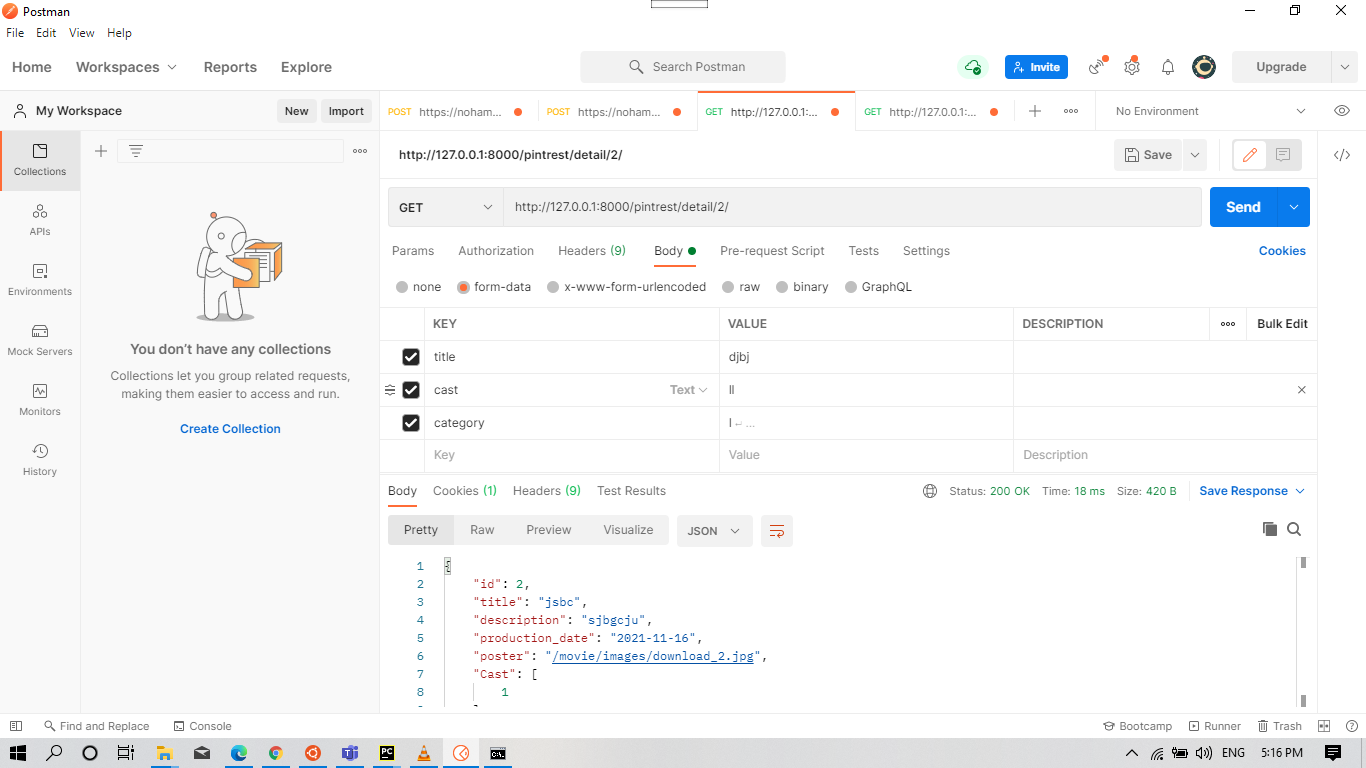 Postman
File Edit View Help
Home Workspaces Reports Explore Search Postman Invite Upgrade
My Workspace New Import
POST https://noham... POST https://noham... GET http://127.0.0.1:... GET http://127.0.0.1:... No Environment
http://127.0.0.1:8000/pintrest/detail/2/ Save
Collections
APIs
Environments
Mock Servers
Monitors
History
You don't have any collections
Collections let you group related requests,
making them easier to access and run.
Create Collection
GET http://127.0.0.1:8000/pintrest/detail/2/ Send
Params Authorization Headers (9) Body Pre-request Script Tests Settings Cookies
none form-data x-www-form-urlencoded raw binary GraphQL
KEY VALUE DESCRIPTION Bulk Edit
title djbj
cast Text ll
category l ↵ ...
Key Value Description
Body Cookies (1) Headers (9) Test Results Status: 200 OK Time: 18 ms Size: 420 B Save Response
Pretty Raw Preview Visualize JSON
1 {
2 "id": 2,
3 "title": "jsbc",
4 "description": "sjbgcju",
5 "production_date": "2021-11-16",
6 "poster": "/movie/images/download_2.jpg",
7 "Cast": [
8 1
Find and Replace Console Bootcamp Runner Trash
ENG 5:16 PM